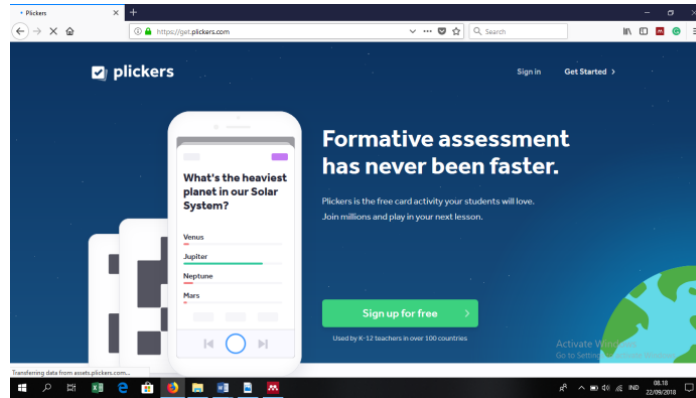 Plickers
https://get.plickers.com
Search
plickers
Sign in
Get Started >
Formative assessment
has never been faster.
Plickers is the free card activity your students will love.
Join millions and play in your next lesson.
What's the heaviest
planet in our Solar
System?
Venus
Jupiter
Neptune
Mars
Sign up for free >
Used by K-12 teachers in over 100 countries
Activate
Go to
Transferring data from assets.plickers.com...
IND
08.18
22/09/2018